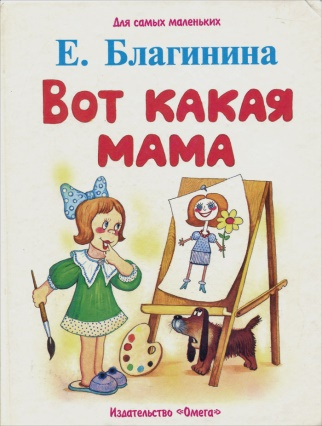 Для самых маленьких
Е. Благинина
Вот какая
мама
Издательство «Омега»